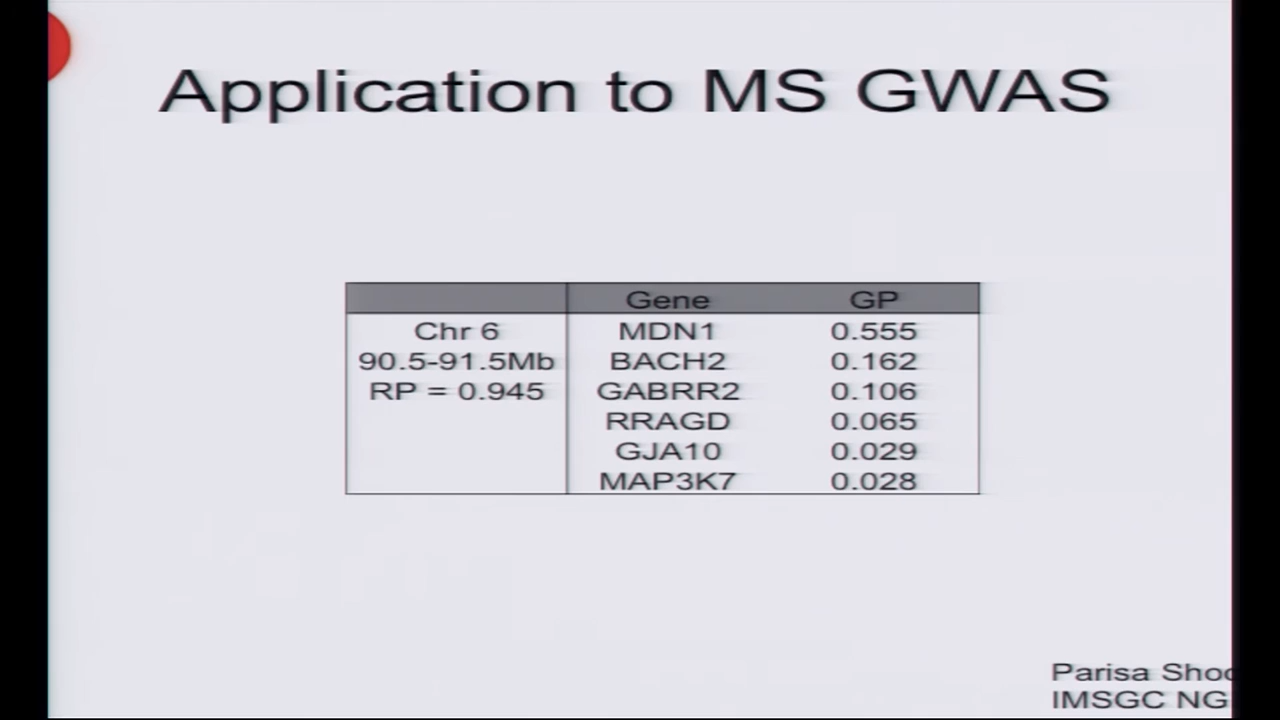 Application to MS GWAS
Gene GP
Chr 6 MDN1 0.555
90.5-91.5Mb BACH2 0.162
RP = 0.945 GABRR2 0.106
RRAGD 0.065
GJA10 0.029
MAP3K7 0.028
Parisa
IMSGC NG